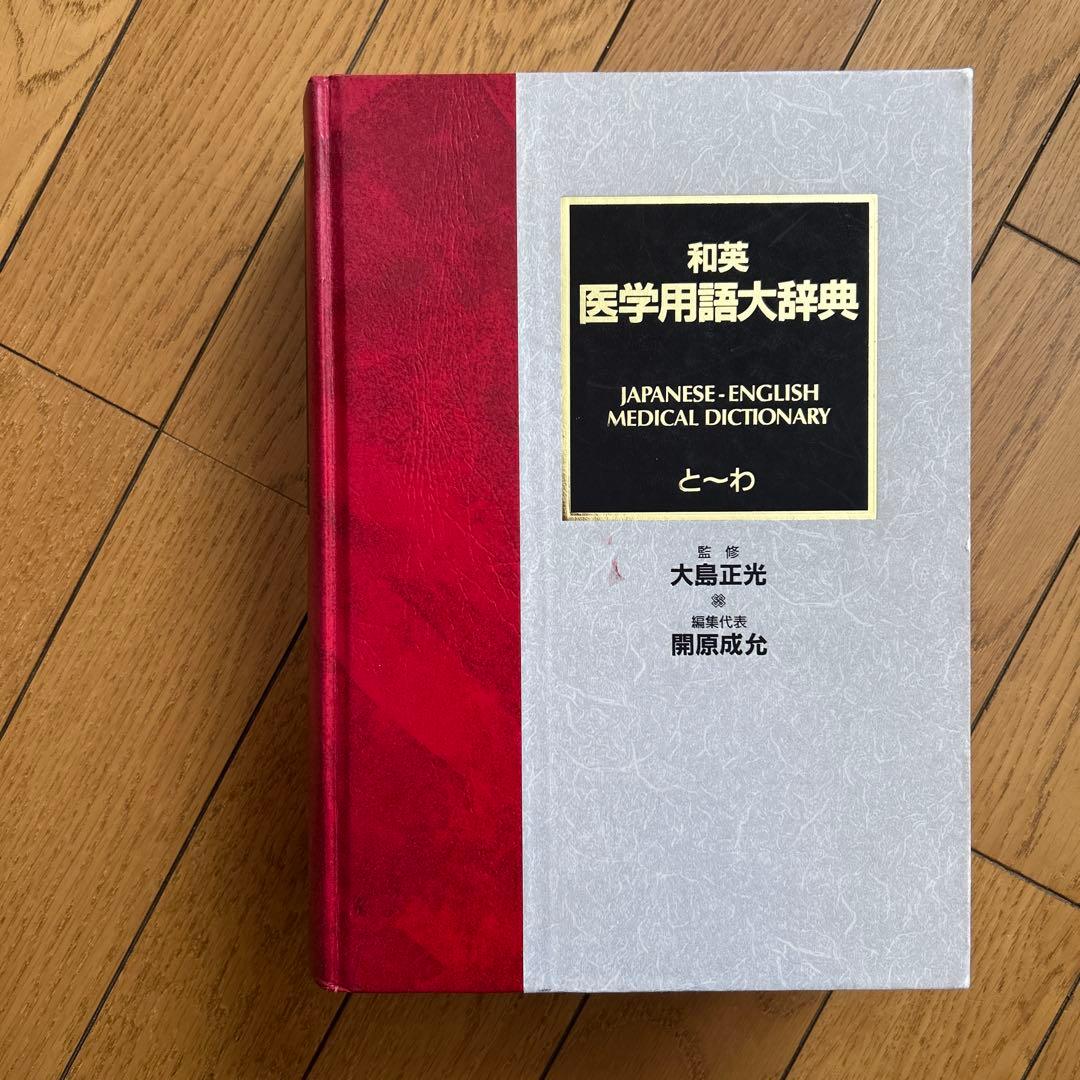 和英
医学用語大辞典
JAPANESE-ENGLISH
MEDICAL DICTIONARY
と〜わ
監修
大島正光
編集代表
開原成允